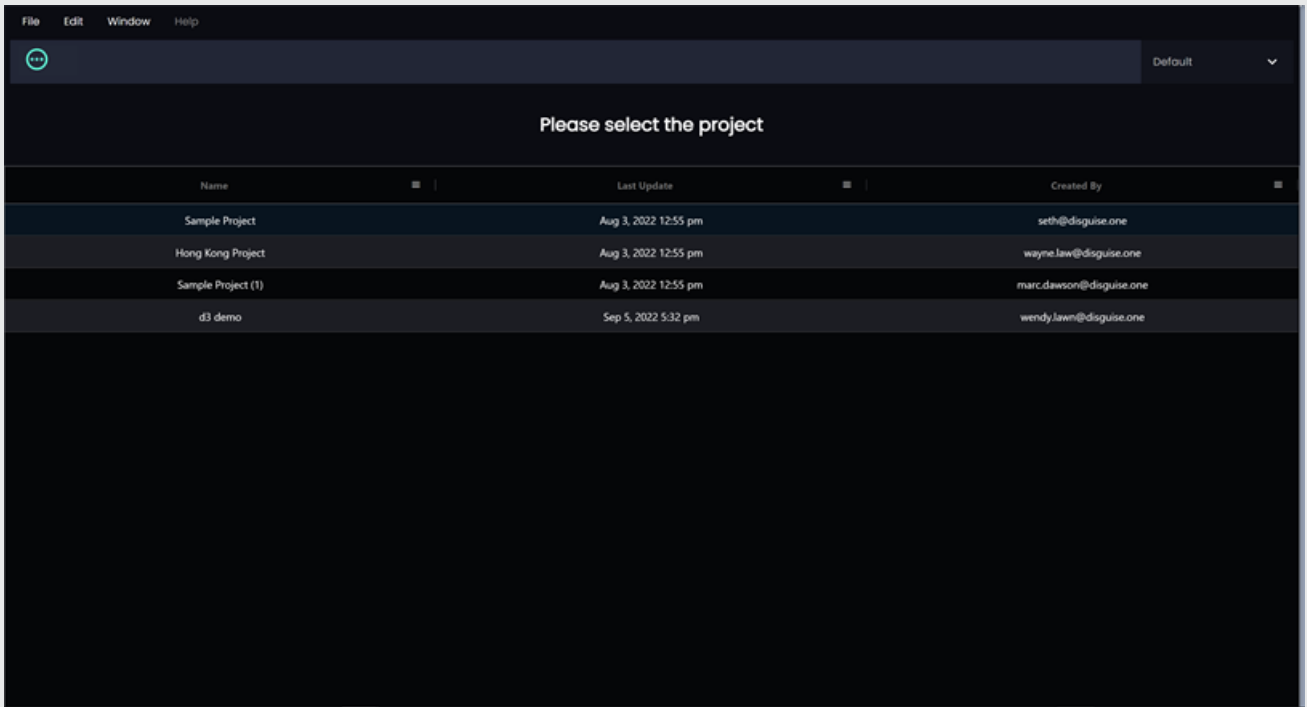 File Edit Window Help
Default
Please select the project
Name Last Update Created By
Sample Project Aug 3, 2022 12:55 pm seth@disguise.one
Hong Kong Project Aug 3, 2022 12:55 pm wayne.law@disguise.one
Sample Project (1) Aug 3, 2022 12:55 pm marc.dawson@disguise.one
d3 demo Sep 5, 2022 5:32 pm wendy.lawn@disguise.one